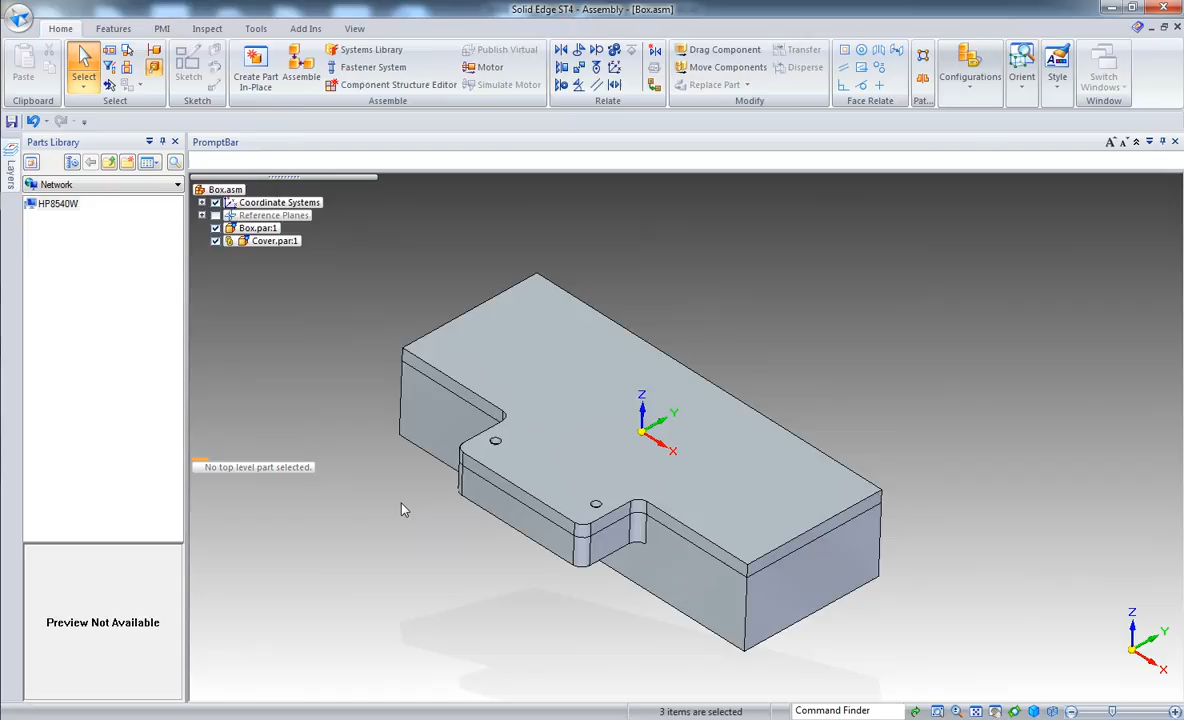 Solid Edge ST4 - Assembly - [Box.asm]
Home Features PMI Inspect Tools Add Ins View
Paste
Clipboard
Select
Select
Sketch
Sketch
Create Part In-Place
Assemble
Systems Library
Fastener System
Component Structure Editor
Publish Virtual
Motor
Simulate Motor
Assemble
Relate
Drag Component
Move Components
Replace Part
Transfer
Disperse
Modify
Face Relate
Pat...
Configurations
Orient
Style
Switch Windows
Window
Parts Library
PromptBar
Layers
Network
HP8540W
Box.asm
Coordinate Systems
Reference Planes
Box.par:1
Cover.par:1
No top level part selected.
Z
Y
X
Preview Not Available
Z
Y
X
3 items are selected
Command Finder